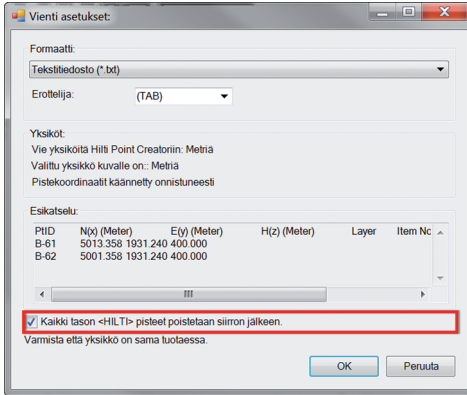 Vienti asetukset:
Formaatti:
Tekstitiedosto (*.txt)
Erottelija: (TAB)
Yksiköt:
Vie yksiköitä Hilti Point Creatoriin: Metriä
Valittu yksikkö kuvalle on:: Metriä
Pistekoordinaatit käännetty onnistuneesti
Esikatselu:
PtID N(x) (Meter) E(y) (Meter) H(z) (Meter) Layer Item Nc
B-61 5013.358 1931.240 400.000
B-62 5001.358 1931.240 400.000
Kaikki tason <HILTI> pisteet poistetaan siirron jälkeen.
Varmista että yksikkö on sama tuotaessa.
OK Peruuta